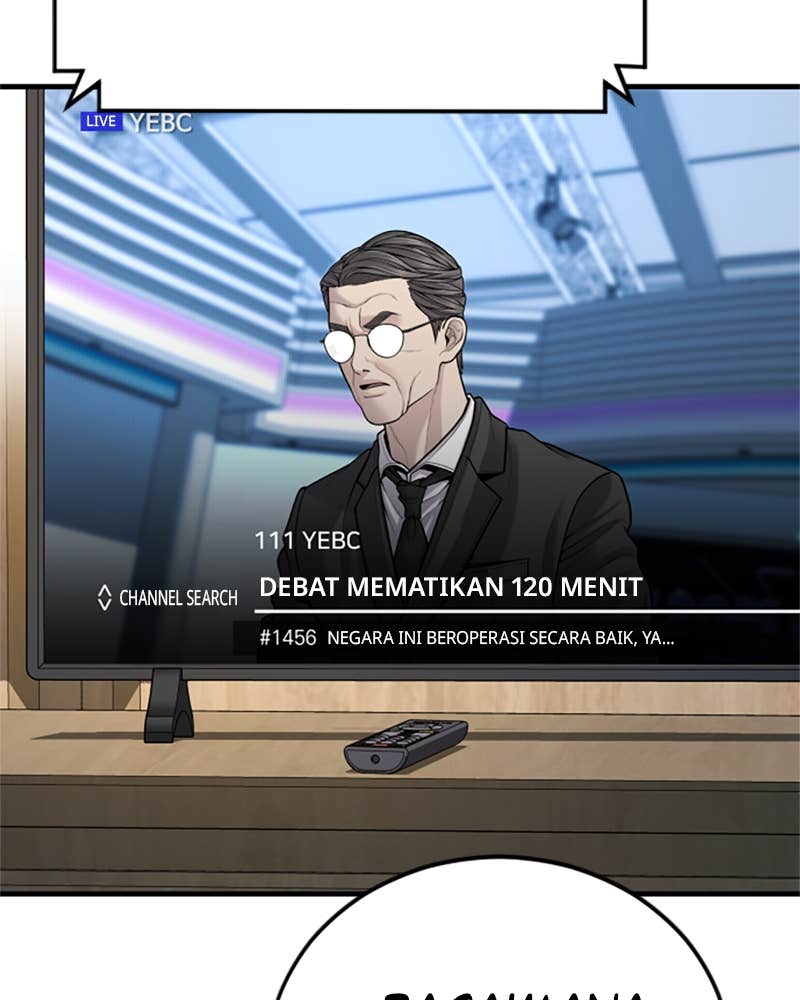 LIVE YEBC
111 YEBC
DEBAT MEMATIKAN 120 MENIT
CHANNEL SEARCH
#1456 NEGARA INI BEROPERASI SECARA BAIK, YA...